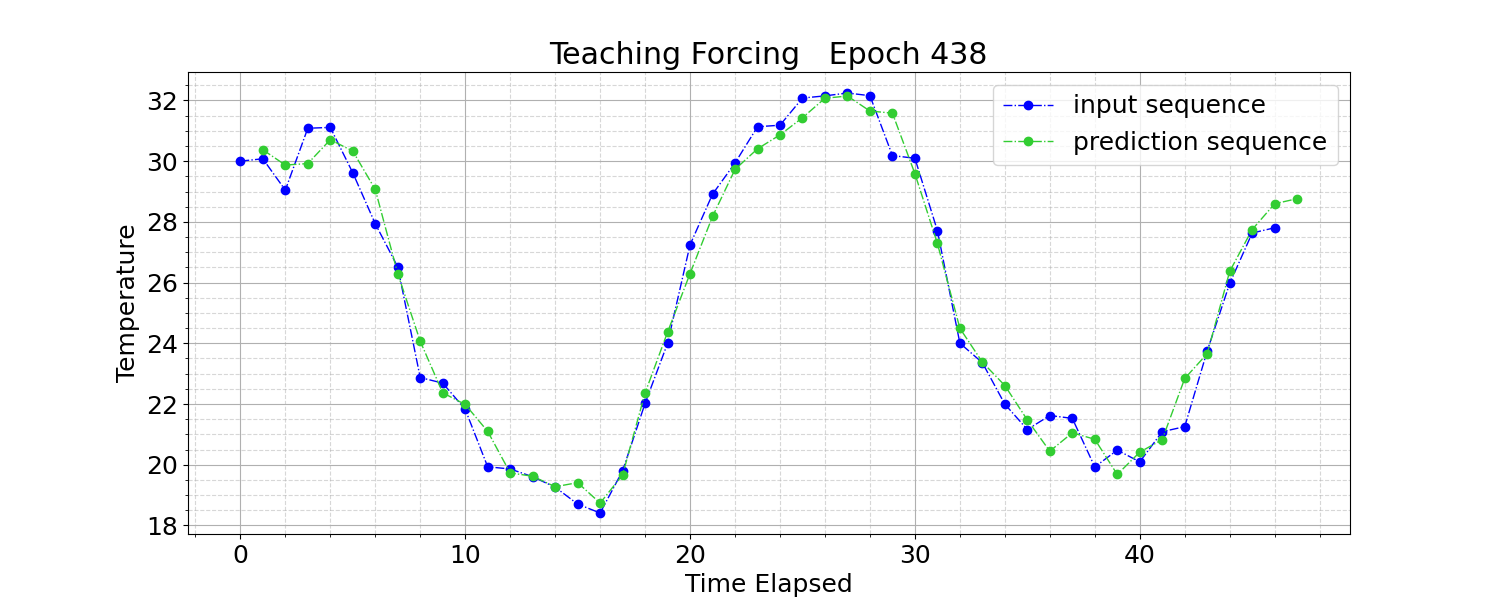 Teaching Forcing   Epoch 438
input sequence
prediction sequence
Temperature
32
30
28
26
24
22
20
18
0 10 20 30 40
Time Elapsed